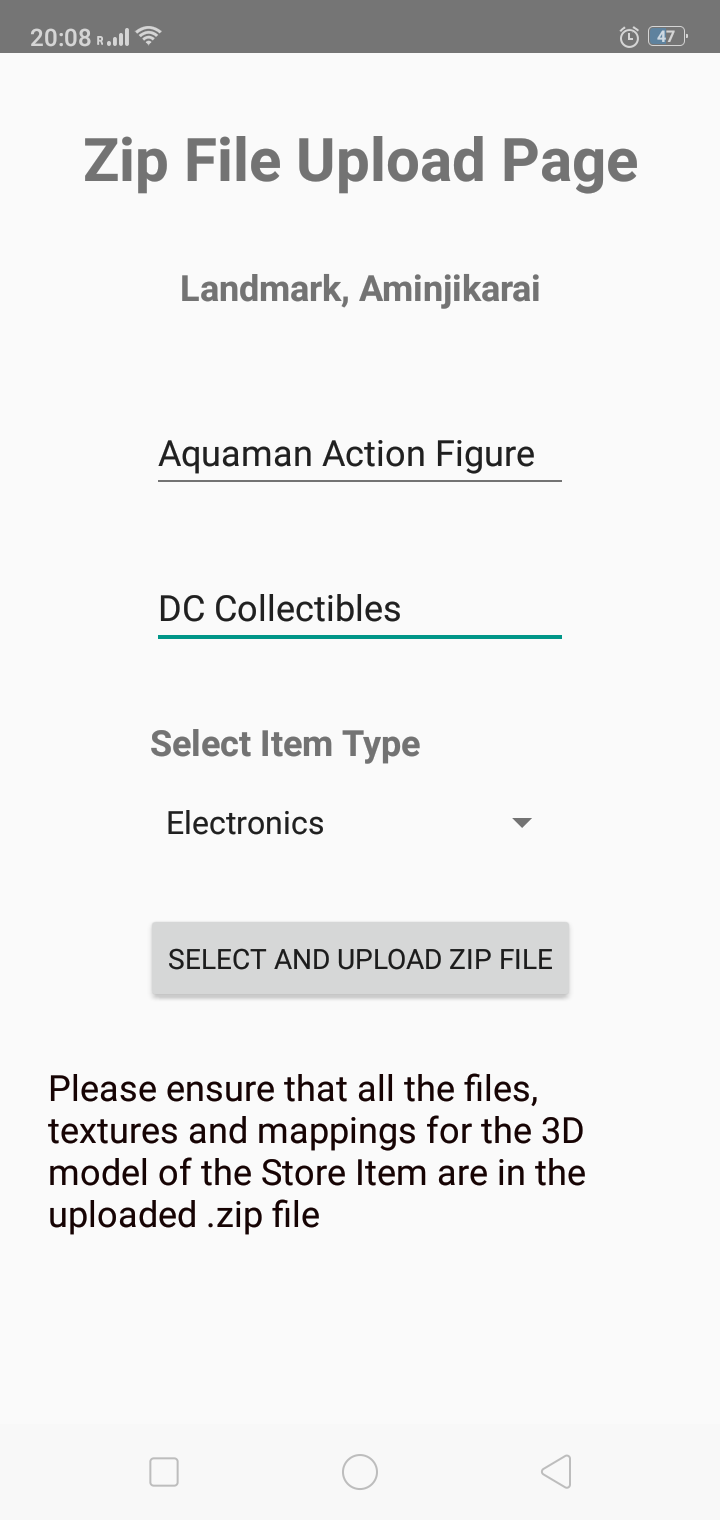 20:08 R 47
Zip File Upload Page
Landmark, Aminjikarai
Aquaman Action Figure
DC Collectibles
Select Item Type
Electronics
SELECT AND UPLOAD ZIP FILE
Please ensure that all the files,
textures and mappings for the 3D
model of the Store Item are in the
uploaded .zip file